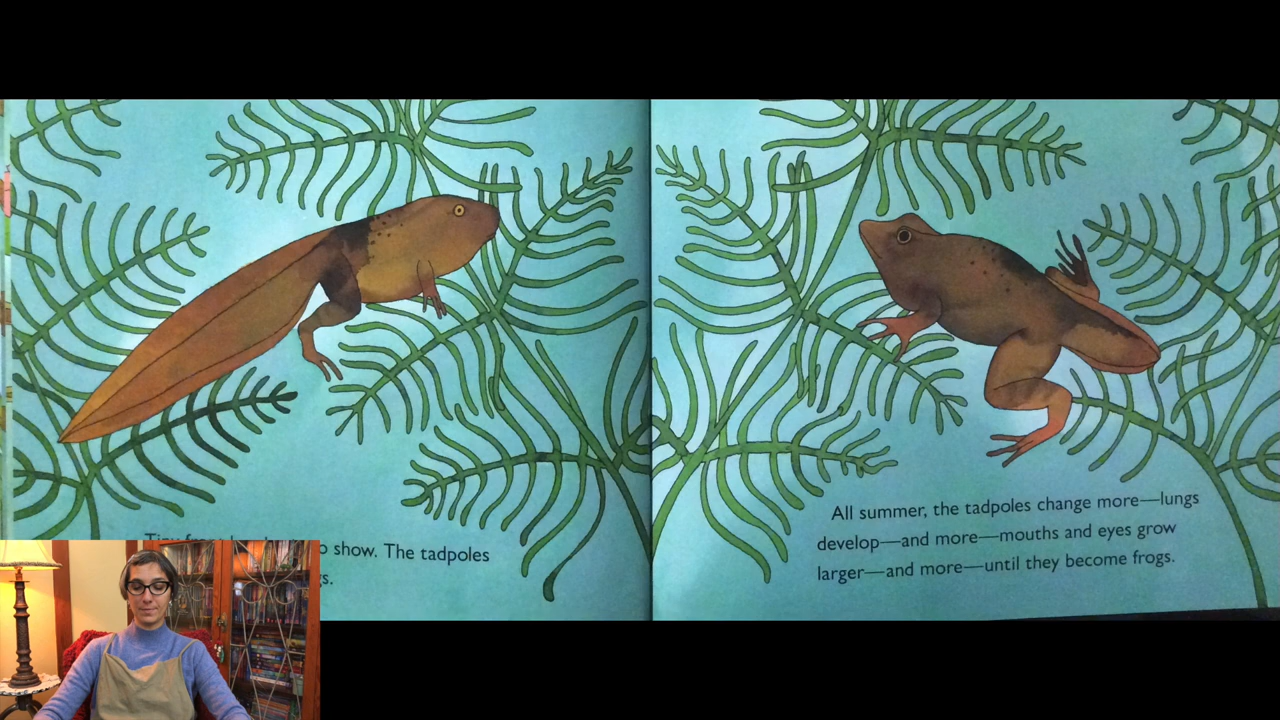 to show. The tadpoles
All summer, the tadpoles change more—lungs
develop—and more—mouths and eyes grow
larger—and more—until they become frogs.